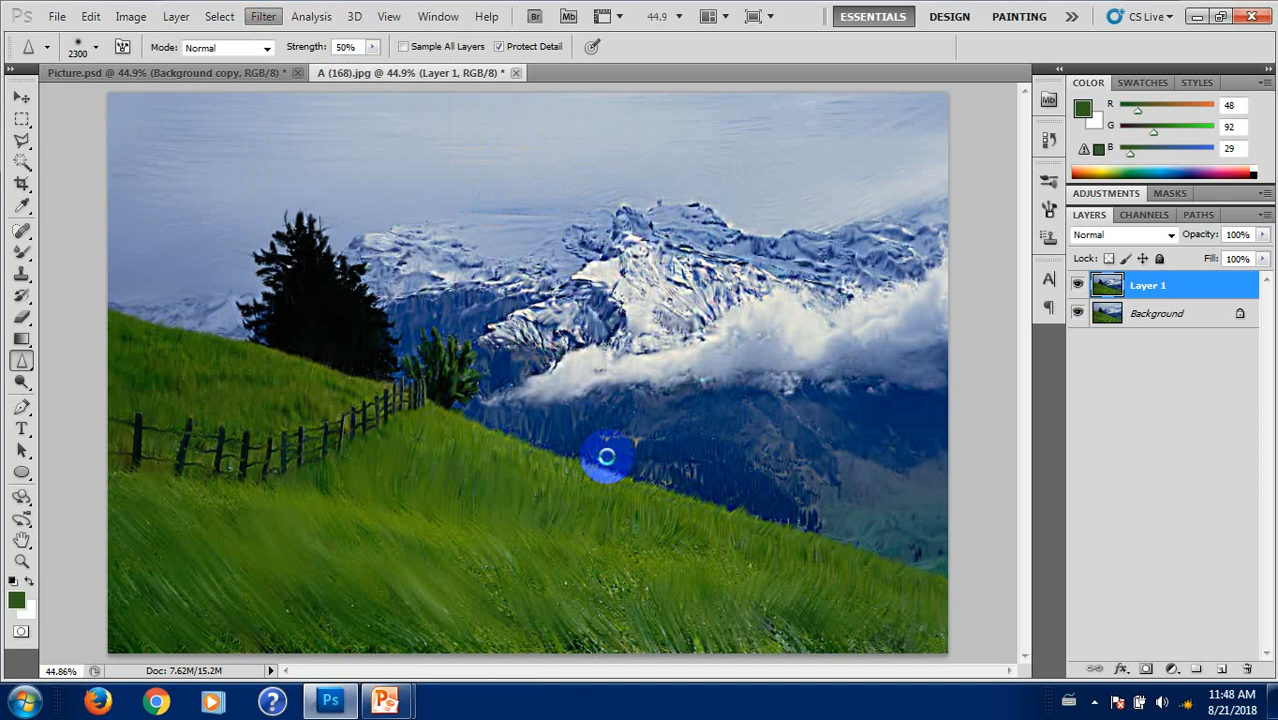 Ps File Edit Image Layer Select Filter Analysis 3D View Window Help Br Mb 44.9 ESSENTIALS DESIGN PAINTING CS Live
2300 Mode: Normal Strength: 50% Sample All Layers Protect Detail
Picture.psd @ 44.9% (Background copy, RGB/8) * A (168).jpg @ 44.9% (Layer 1, RGB/8) *
COLOR SWATCHES STYLES
Mb
R 48
G 92
B 29
ADJUSTMENTS MASKS
LAYERS CHANNELS PATHS
Normal Opacity: 100%
Lock: Fill: 100%
Layer 1
Background
44.86% Doc: 7.62M/15.2M
Ps
11:48 AM
8/21/2018